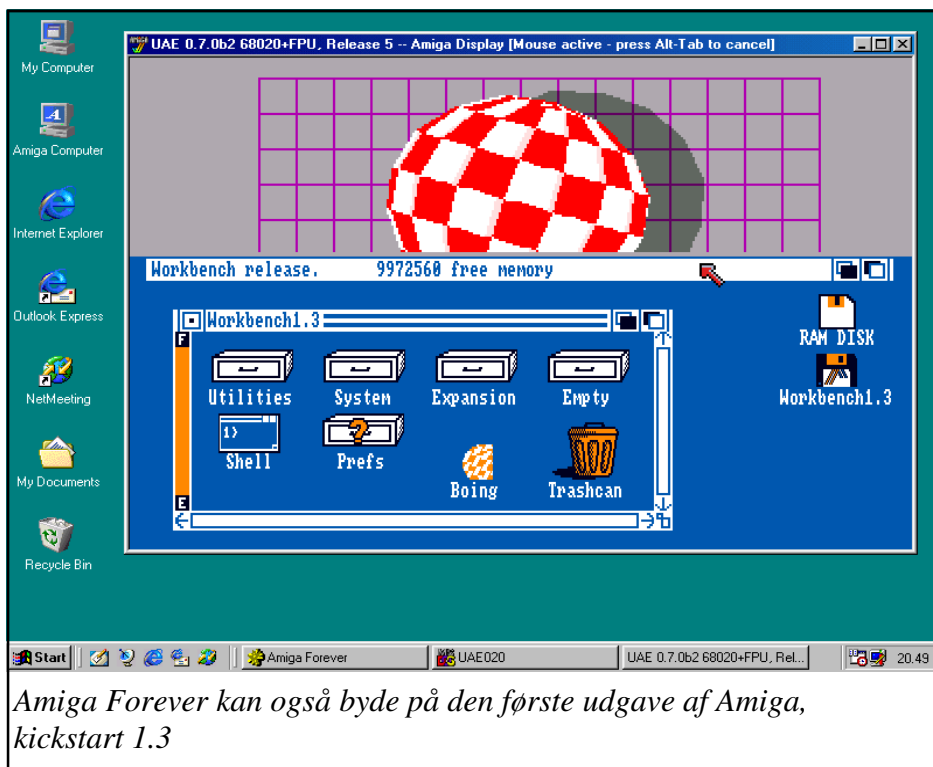 UAE 0.7.0b2 68020+FPU, Release 5 -- Amiga Display [Mouse active - press Alt-Tab to cancel]
My Computer
Amiga Computer
Internet Explorer
Outlook Express
NetMeeting
My Documents
Recycle Bin
Workbench release. 9972560 free memory
Workbench1.3
F
Utilities System Expansion Empty
1>
Shell Prefs Boing Trashcan
E
RAM DISK
Workbench1.3
Start Amiga Forever UAE020 UAE 0.7.0b2 68020+FPU, Rel... 20.49
Amiga Forever kan også byde på den første udgave af Amiga,
kickstart 1.3